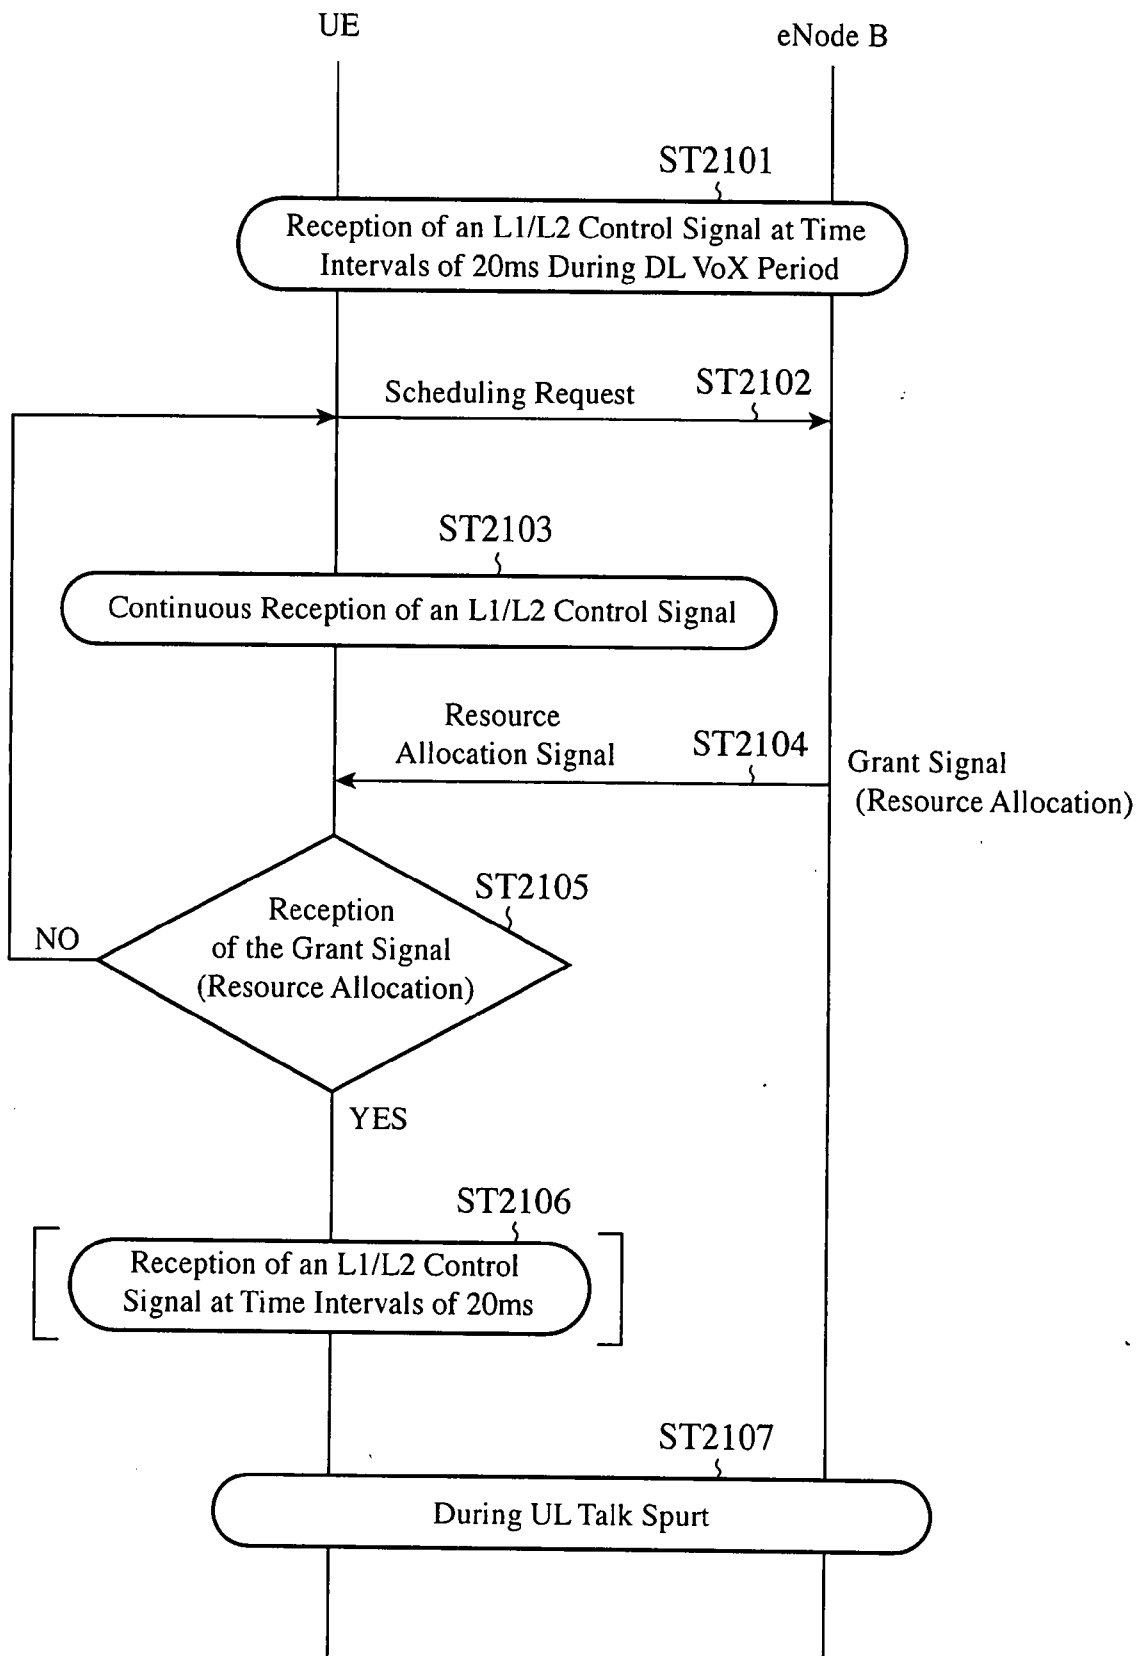 UE
eNode B
ST2101
Reception of an L1/L2 Control Signal at Time
Intervals of 20ms During DL VoX Period
Scheduling Request
ST2102
ST2103
Continuous Reception of an L1/L2 Control Signal
Resource
Allocation Signal
ST2104
Grant Signal
(Resource Allocation)
ST2105
Reception
of the Grant Signal
(Resource Allocation)
NO
YES
ST2106
Reception of an L1/L2 Control
Signal at Time Intervals of 20ms
ST2107
During UL Talk Spurt